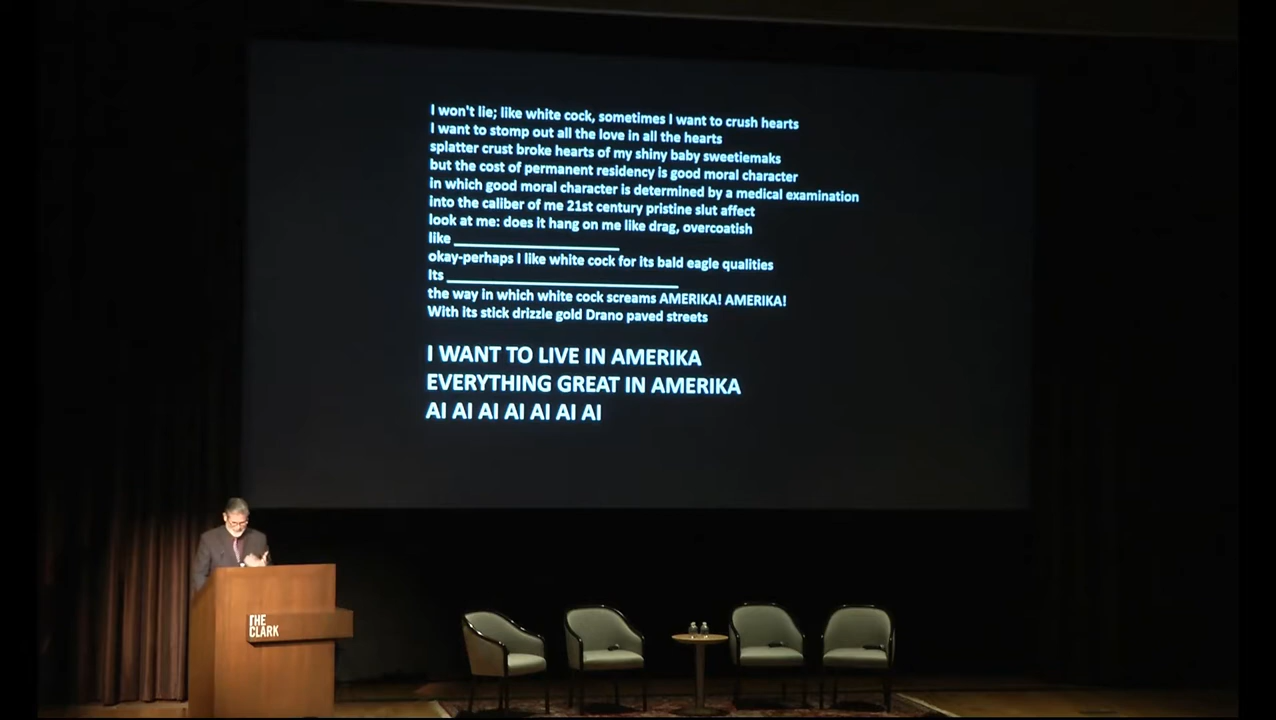 I won't lie; like white cock, sometimes I want to crush hearts
I want to stomp out all the love in all the hearts
splatter crust broke hearts of my shiny baby sweetiemaks
but the cost of permanent residency is good moral character
in which good moral character is determined by a medical examination
into the caliber of me 21st century pristine slut affect
look at me: does it hang on me like drag, overcoatish
like ____________________
okay-perhaps I like white cock for its bald eagle qualities
Its ____________________________
the way in which white cock screams AMERIKA! AMERIKA!
With its stick drizzle gold Drano paved streets
I WANT TO LIVE IN AMERIKA
EVERYTHING GREAT IN AMERIKA
AI AI AI AI AI AI AI
THE
CLARK